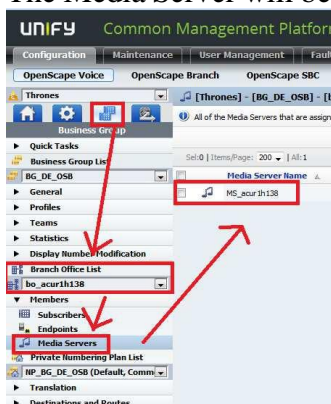 The Media Server will be
UNIFY Common Management Platform
Configuration Maintenance User Management Fault
OpenScape Voice OpenScape Branch OpenScape SBC
Thrones
[Thrones] - [BG_DE_OSB] - [b
Business Group
All of the Media Servers that are assign
Quick Tasks
Business Group List
Sel:0 | Items/Page: 200 | All:1
BG_DE_OSB
Media Server Name
General
MS_acur1h138
Profiles
Teams
Statistics
Display Number Modification
Branch Office List
bo_acur1h138
Members
Subscribers
Endpoints
Media Servers
Private Numbering Plan List
NP_BG_DE_OSB (Default, Comm
Translation
Destinations and Routes